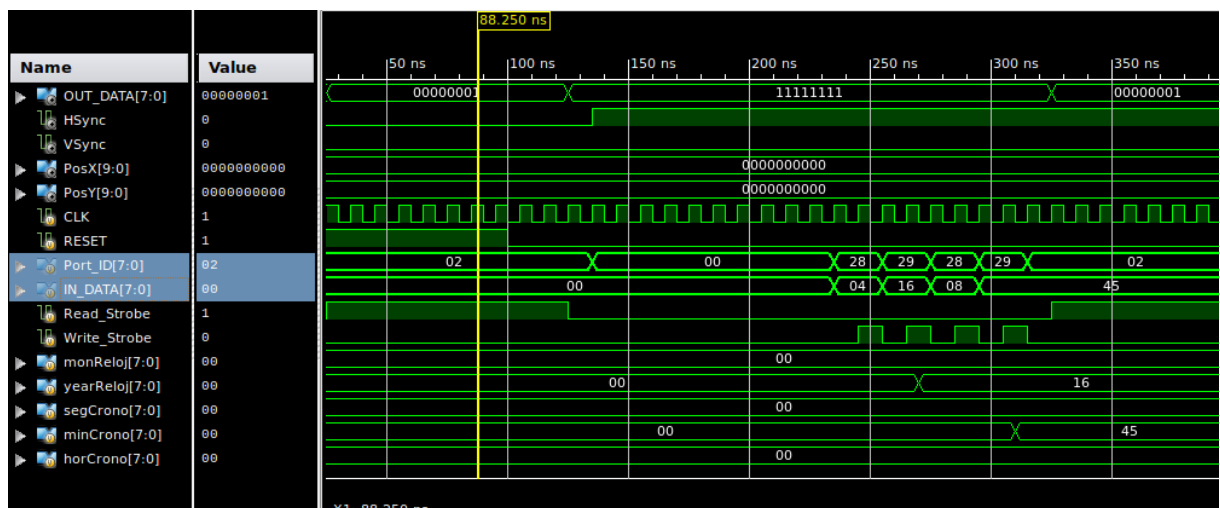 88.250 ns
Name Value 50 ns 100 ns 150 ns 200 ns 250 ns 300 ns 350 ns
OUT_DATA[7:0] 00000001 00000001 11111111 00000001
HSync 0
VSync 0
PosX[9:0] 0000000000 0000000000
PosY[9:0] 0000000000 0000000000
CLK 1
RESET 1
Port_ID[7:0] 02 02 00 28 29 28 29 02
IN_DATA[7:0] 00 00 04 16 08 45
Read_Strobe 1
Write_Strobe 0
monReloj[7:0] 00 00
yearReloj[7:0] 00 00 16
segCrono[7:0] 00 00
minCrono[7:0] 00 00 45
horCrono[7:0] 00 00
X1: 88.250 ns